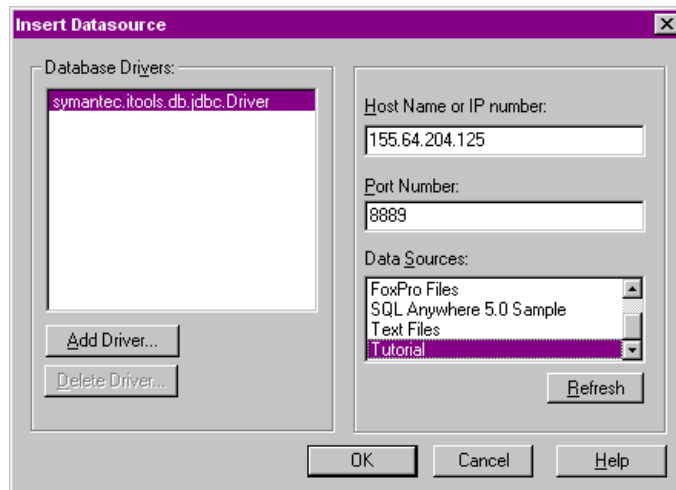 Insert Datasource
Database Drivers:
symantec.itools.db.jdbc.Driver
Add Driver...
Delete Driver...
Host Name or IP number:
155.64.204.125
Port Number:
8889
Data Sources:
FoxPro Files
SQL Anywhere 5.0 Sample
Text Files
Tutorial
Refresh
OK Cancel Help